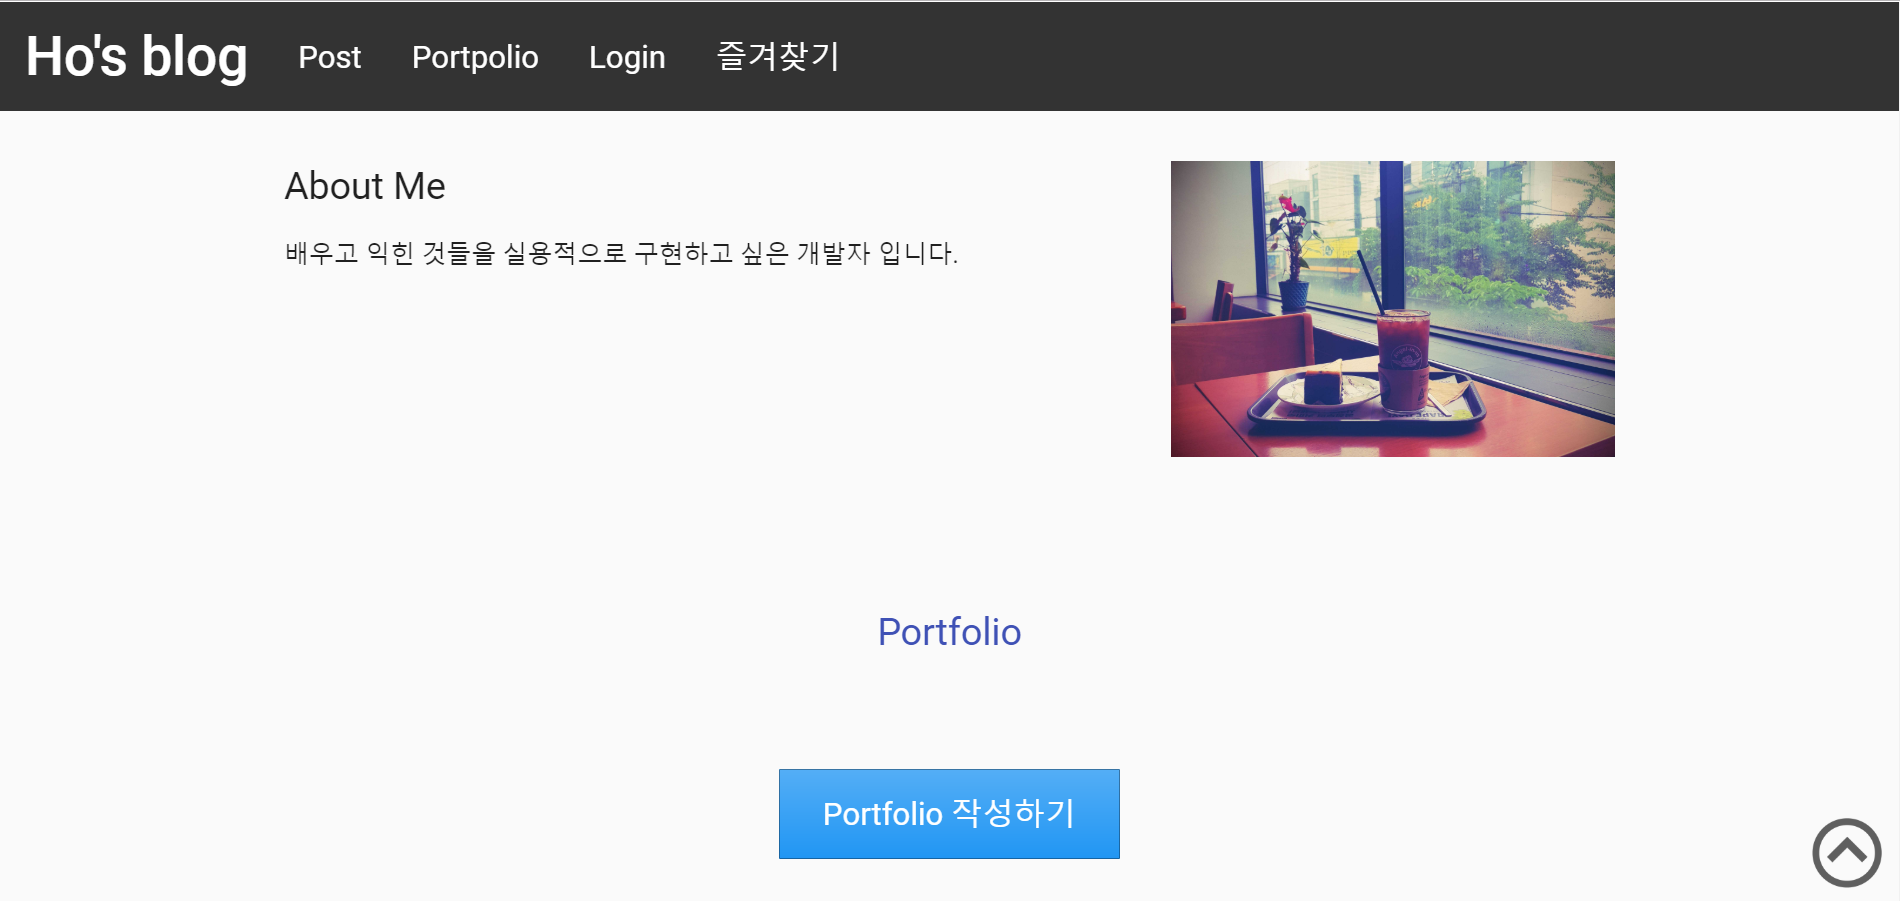 Ho's blog Post Portpolio Login 즐겨찾기
About Me
배우고 익힌 것들을 실용적으로 구현하고 싶은 개발자 입니다.
Portfolio
Portfolio 작성하기